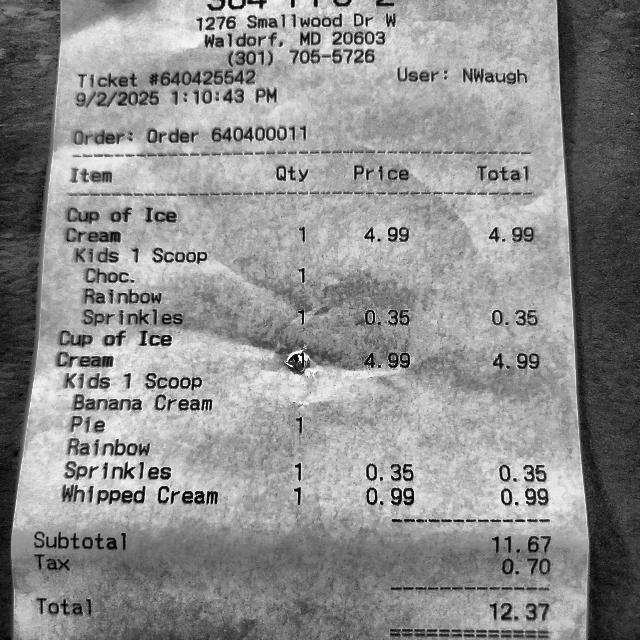 1276 Smallwood Dr W
Waldorf, MD 20603
(301) 705-5726
Ticket #640425542 User: NWaugh
9/2/2025 1:10:43 PM
Order: Order 640400011
Item Qty Price Total
Cup of Ice
Cream 1 4.99 4.99
Kids 1 Scoop
Choc. 1
Rainbow
Sprinkles 1 0.35 0.35
Cup of Ice
Cream 1 4.99 4.99
Kids 1 Scoop
Banana Cream
Pie 1
Rainbow
Sprinkles 1 0.35 0.35
Whipped Cream 1 0.99 0.99
Subtotal 11.67
Tax 0.70
Total 12.37